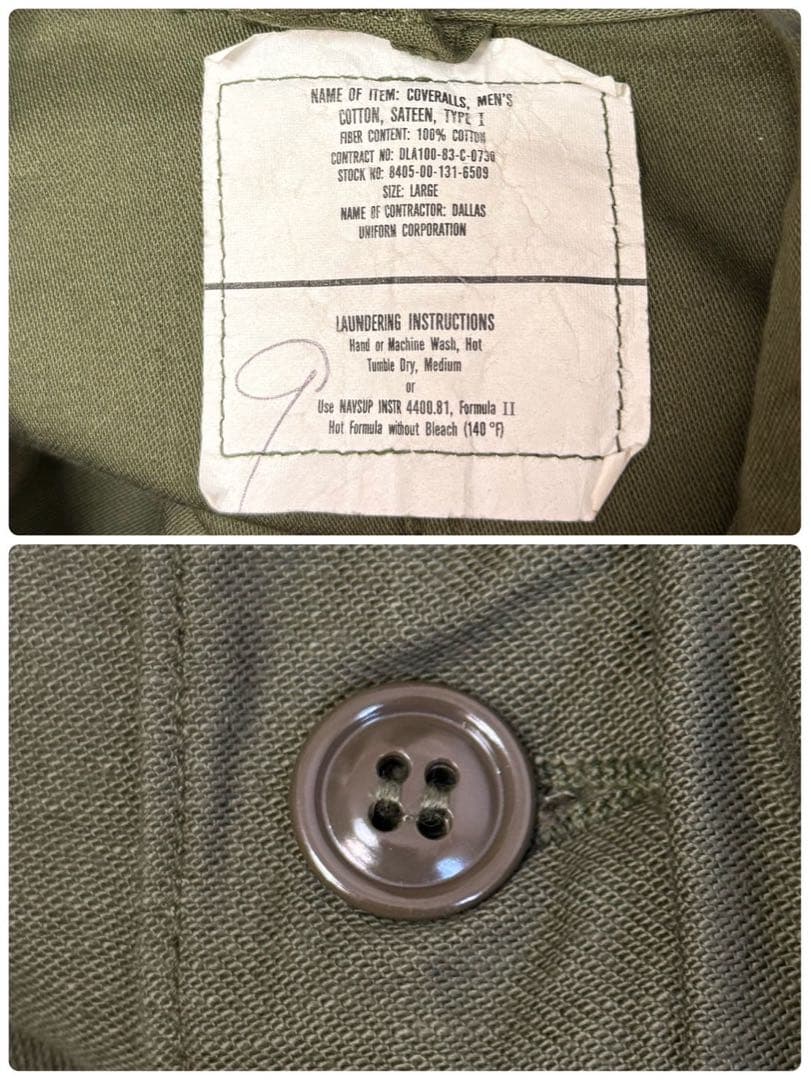 NAME OF ITEM: COVERALLS, MEN'S
COTTON, SATEEN, TYPE I
FIBER CONTENT: 100% COTTON
CONTRACT NO: DLA100-83-C-0736
STOCK NO: 8405-00-131-6509
SIZE: LARGE
NAME OF CONTRACTOR: DALLAS
UNIFORM CORPORATION
LAUNDERING INSTRUCTIONS
Hand or Machine Wash, Hot
Tumble Dry, Medium
or
Use NAVSUP INSTR 4400.81, Formula II
Hot Formula without Bleach (140 °F)
9